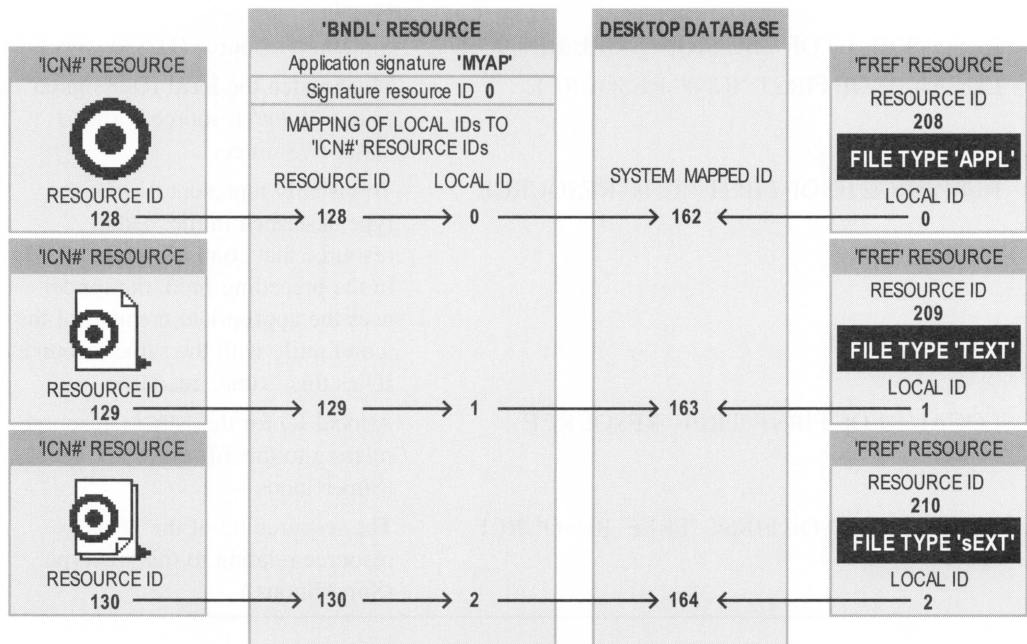 'BNDL' RESOURCE
DESKTOP DATABASE
'ICN#' RESOURCE
Application signature 'MYAP'
'FREF' RESOURCE
Signature resource ID 0
RESOURCE ID
208
MAPPING OF LOCAL IDs TO
'ICN#' RESOURCE IDs
FILE TYPE 'APPL'
RESOURCE ID LOCAL ID
SYSTEM MAPPED ID
RESOURCE ID
LOCAL ID
128 128 0 162 0
'ICN#' RESOURCE
'FREF' RESOURCE
RESOURCE ID
209
FILE TYPE 'TEXT'
RESOURCE ID
LOCAL ID
129 129 1 163 1
'ICN#' RESOURCE
'FREF' RESOURCE
RESOURCE ID
210
FILE TYPE 'sEXT'
RESOURCE ID
LOCAL ID
130 130 2 164 2